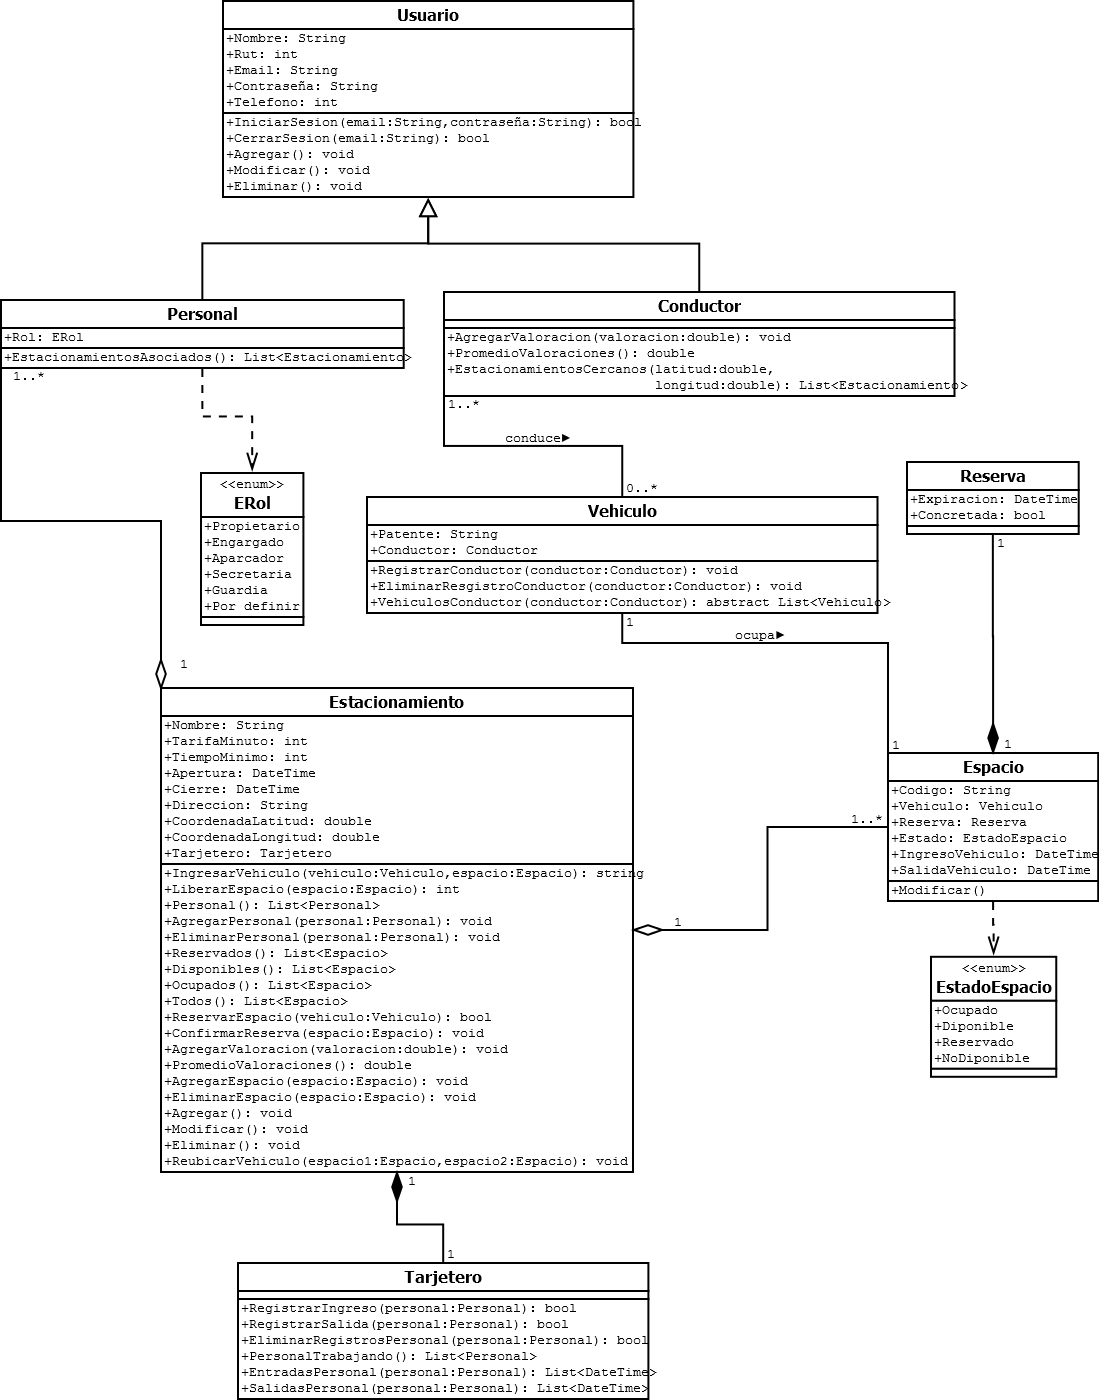 Usuario
+Nombre: String
+Rut: int
+Email: String
+Contraseña: String
+Telefono: int
+IniciarSesion(email:String,contraseña:String): bool
+CerrarSesion(email:String): bool
+Agregar(): void
+Modificar(): void
+Eliminar(): void
Personal
+Rol: ERol
+EstacionamientosAsociados(): List<Estacionamiento>
1..*
Conductor
+AgregarValoracion(valoracion:double): void
+PromedioValoraciones(): double
+EstacionamientosCercanos(latitud:double,
longitud:double): List<Estacionamiento>
1..*
conduce►
0..*
<<enum>>
ERol
+Propietario
+Engargado
+Aparcador
+Secretaria
+Guardia
+Por definir
Vehiculo
+Patente: String
+Conductor: Conductor
+RegistrarConductor(conductor:Conductor): void
+EliminarResgistroConductor(conductor:Conductor): void
+VehiculosConductor(conductor:Conductor): abstract List<Vehiculo>
1
ocupa►
1
Reserva
+Expiracion: DateTime
+Concretada: bool
1
1
1
Estacionamiento
+Nombre: String
+TarifaMinuto: int
+TiempoMinimo: int
+Apertura: DateTime
+Cierre: DateTime
+Direccion: String
+CoordenadaLatitud: double
+CoordenadaLongitud: double
+Tarjetero: Tarjetero
+IngresarVehiculo(vehiculo:Vehiculo,espacio:Espacio): string
+LiberarEspacio(espacio:Espacio): int
+Personal(): List<Personal>
+AgregarPersonal(personal:Personal): void
+EliminarPersonal(personal:Personal): void
+Reservados(): List<Espacio>
+Disponibles(): List<Espacio>
+Ocupados(): List<Espacio>
+Todos(): List<Espacio>
+ReservarEspacio(vehiculo:Vehiculo): bool
+ConfirmarReserva(espacio:Espacio): void
+AgregarValoracion(valoracion:double): void
+PromedioValoraciones(): double
+AgregarEspacio(espacio:Espacio): void
+EliminarEspacio(espacio:Espacio): void
+Agregar(): void
+Modificar(): void
+Eliminar(): void
+ReubicarVehiculo(espacio1:Espacio,espacio2:Espacio): void
1
1..*
Espacio
+Codigo: String
+Vehiculo: Vehiculo
+Reserva: Reserva
+Estado: EstadoEspacio
+IngresoVehiculo: DateTime
+SalidaVehiculo: DateTime
+Modificar()
<<enum>>
EstadoEspacio
+Ocupado
+Diponible
+Reservado
+NoDiponible
1
1
Tarjetero
+RegistrarIngreso(personal:Personal): bool
+RegistrarSalida(personal:Personal): bool
+EliminarRegistrosPersonal(personal:Personal): bool
+PersonalTrabajando(): List<Personal>
+EntradasPersonal(personal:Personal): List<DateTime>
+SalidasPersonal(personal:Personal): List<DateTime>